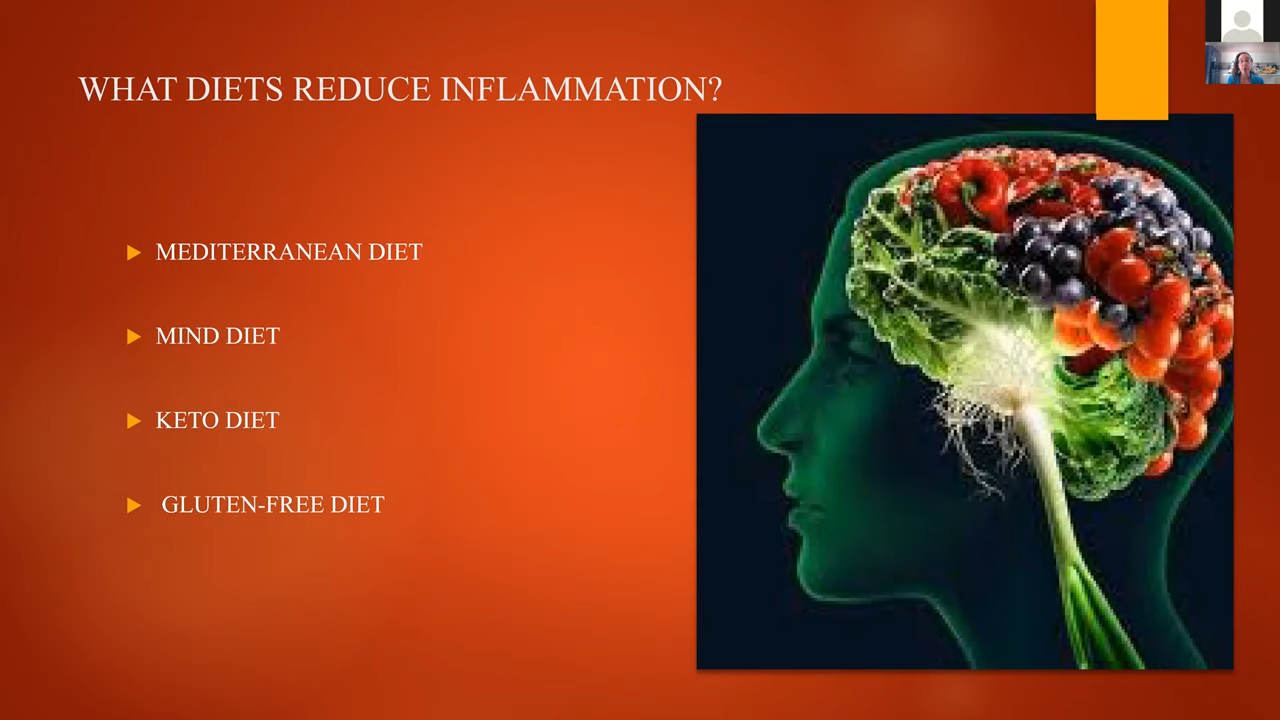 WHAT DIETS REDUCE INFLAMMATION?
MEDITERRANEAN DIET
MIND DIET
KETO DIET
GLUTEN-FREE DIET